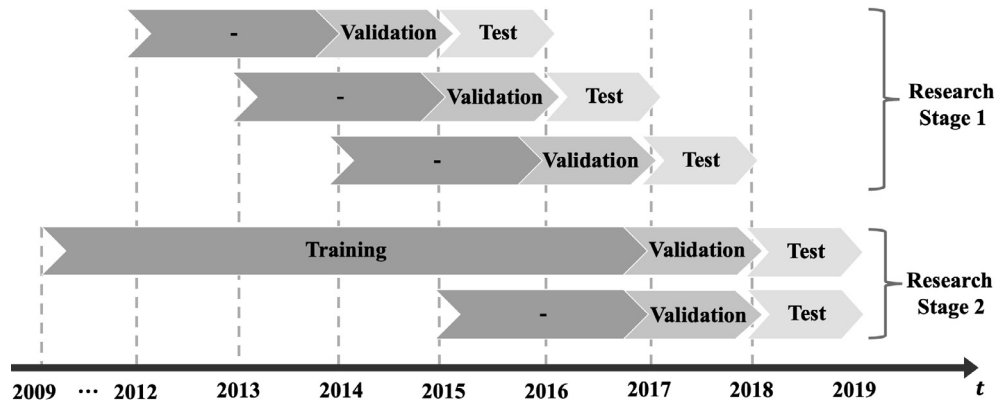 - Validation Test
- Validation Test
Research
Stage 1
- Validation Test
Training Validation Test
Research
Stage 2
- Validation Test
2009 ... 2012 2013 2014 2015 2016 2017 2018 2019 t